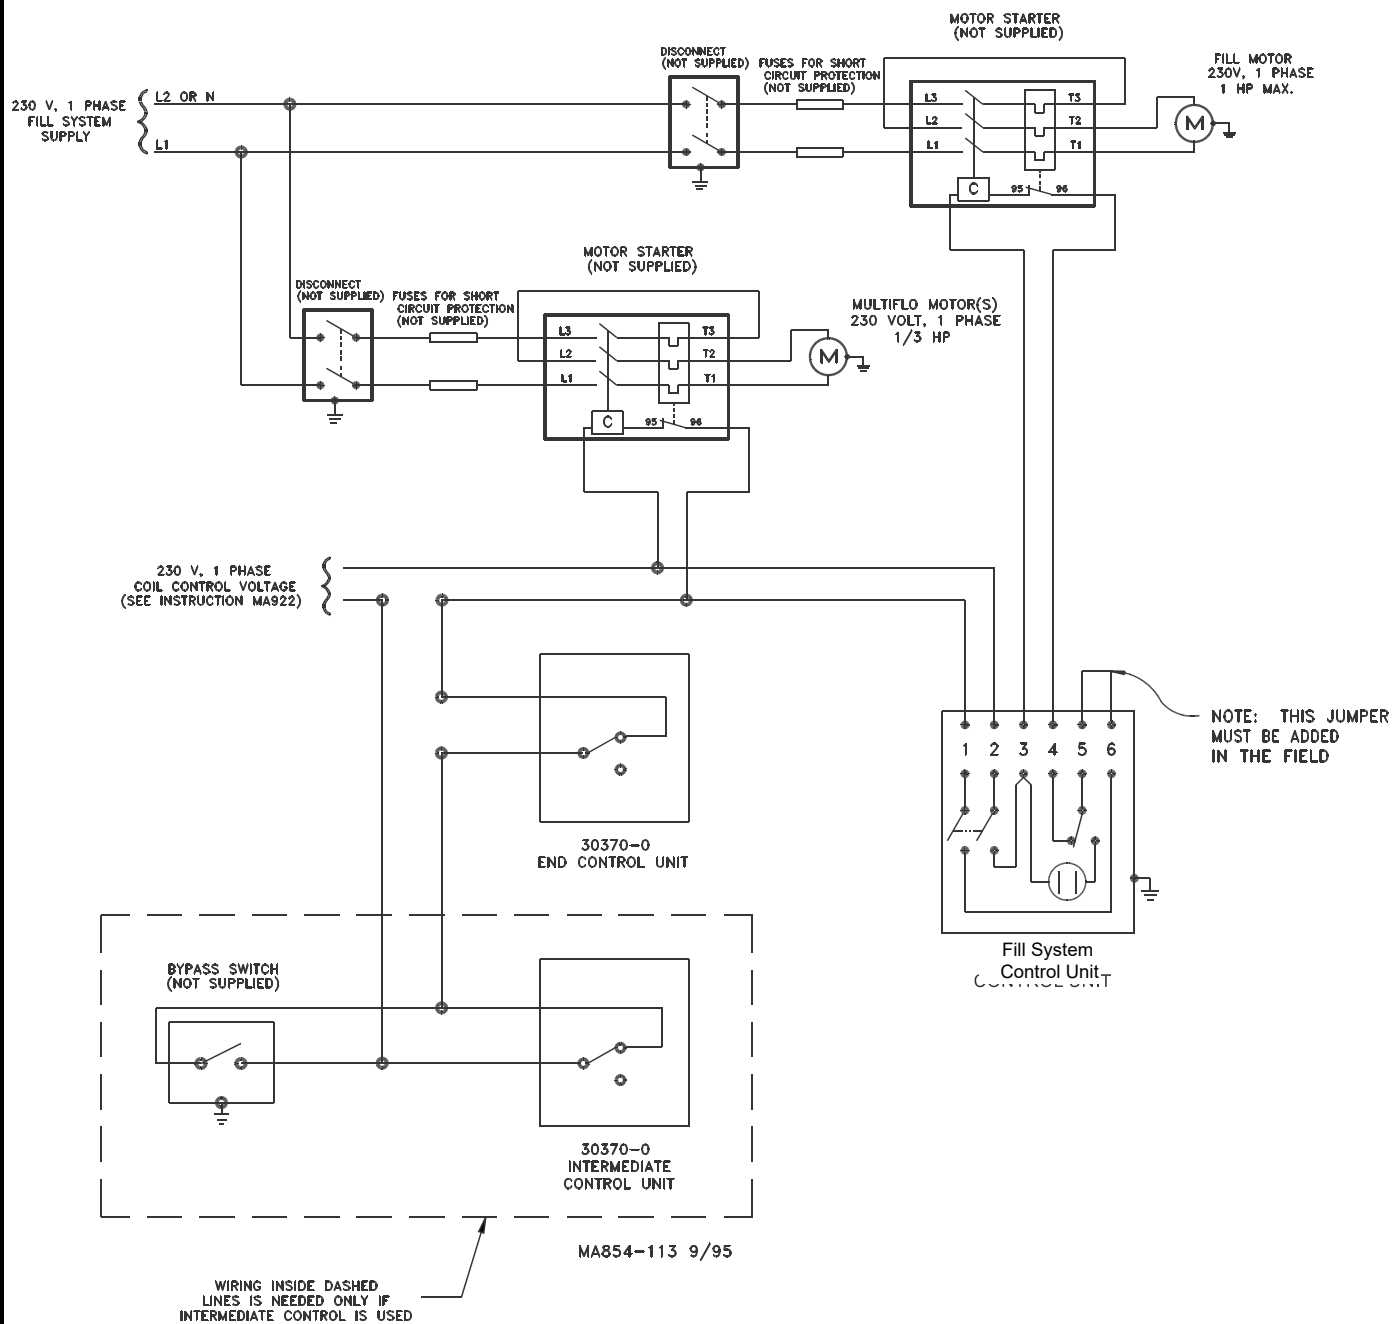 MOTOR STARTER
(NOT SUPPLIED)
DISCONNECT
(NOT SUPPLIED)
FUSES FOR SHORT
CIRCUIT PROTECTION
(NOT SUPPLIED)
FILL MOTOR
230V, 1 PHASE
1 HP MAX.
230 V, 1 PHASE
FILL SYSTEM
SUPPLY
L2 OR N
L1
L3
L2
L1
T3
T2
T1
M
C
95
96
MOTOR STARTER
(NOT SUPPLIED)
DISCONNECT
(NOT SUPPLIED)
FUSES FOR SHORT
CIRCUIT PROTECTION
(NOT SUPPLIED)
MULTIFLO MOTOR(S)
230 VOLT, 1 PHASE
1/3 HP
L3
L2
L1
T3
T2
T1
M
C
95
96
230 V, 1 PHASE
COIL CONTROL VOLTAGE
(SEE INSTRUCTION MA922)
NOTE: THIS JUMPER
MUST BE ADDED
IN THE FIELD
1 2 3 4 5 6
30370-0
END CONTROL UNIT
Fill System
Control Unit
BYPASS SWITCH
(NOT SUPPLIED)
30370-0
INTERMEDIATE
CONTROL UNIT
MA854-113 9/95
WIRING INSIDE DASHED
LINES IS NEEDED ONLY IF
INTERMEDIATE CONTROL IS USED